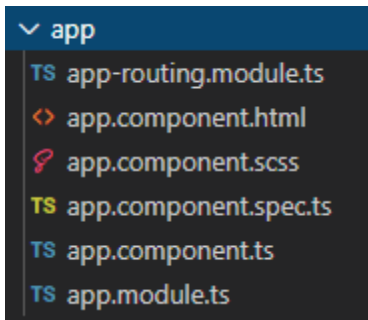 app
TS app-routing.module.ts
<> app.component.html
app.component.scss
TS app.component.spec.ts
TS app.component.ts
TS app.module.ts